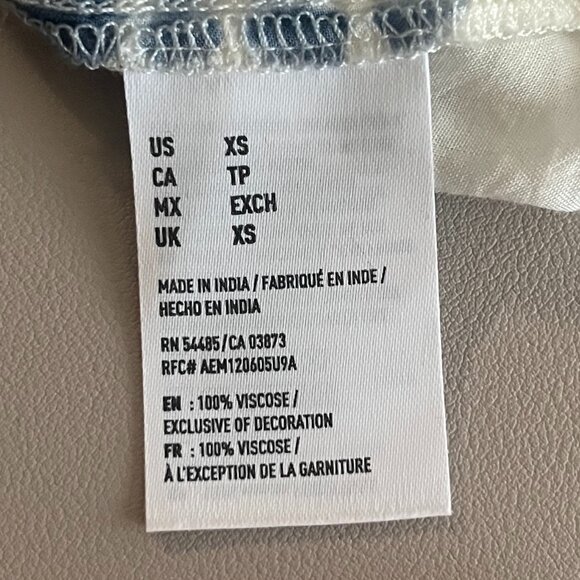 US XS
CA TP
MX EXCH
UK XS
MADE IN INDIA / FABRIQUÉ EN INDE /
HECHO EN INDIA
RN 54485/CA 03873
RFC# AEM120605U9A
EN : 100% VISCOSE /
EXCLUSIVE OF DECORATION
FR : 100% VISCOSE /
À L'EXCEPTION DE LA GARNITURE